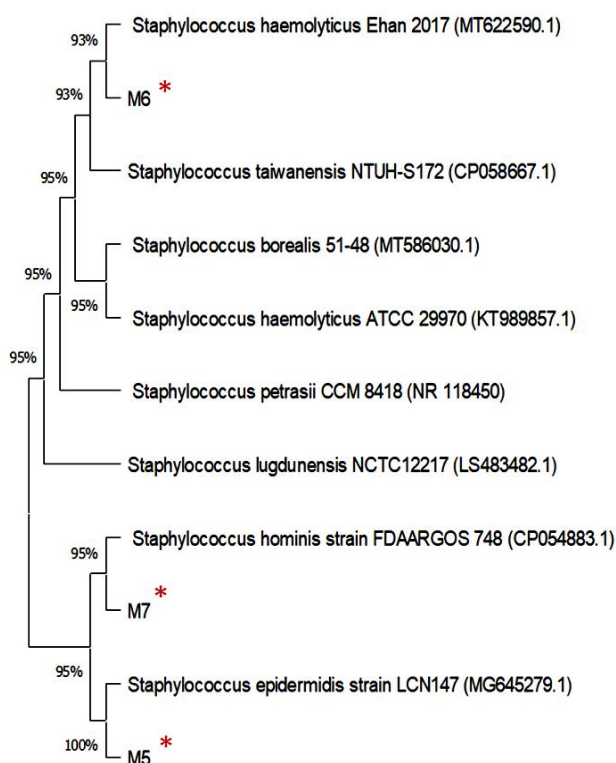 93%
Staphylococcus haemolyticus Ehan 2017 (MT622590.1)
93%
M6 *
Staphylococcus taiwanensis NTUH-S172 (CP058667.1)
95%
Staphylococcus borealis 51-48 (MT586030.1)
95%
95%
Staphylococcus haemolyticus ATCC 29970 (KT989857.1)
95%
Staphylococcus petrasii CCM 8418 (NR 118450)
Staphylococcus lugdunensis NCTC12217 (LS483482.1)
Staphylococcus hominis strain FDAARGOS 748 (CP054883.1)
95%
M7 *
95%
Staphylococcus epidermidis strain LCN147 (MG645279.1)
100%
M5 *